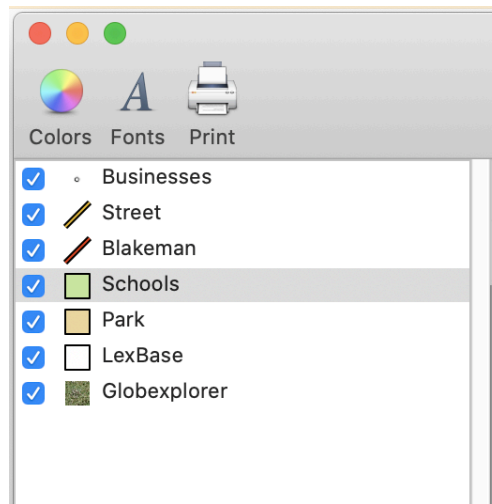 Colors Fonts Print
Businesses
Street
Blakeman
Schools
Park
LexBase
Globexplorer